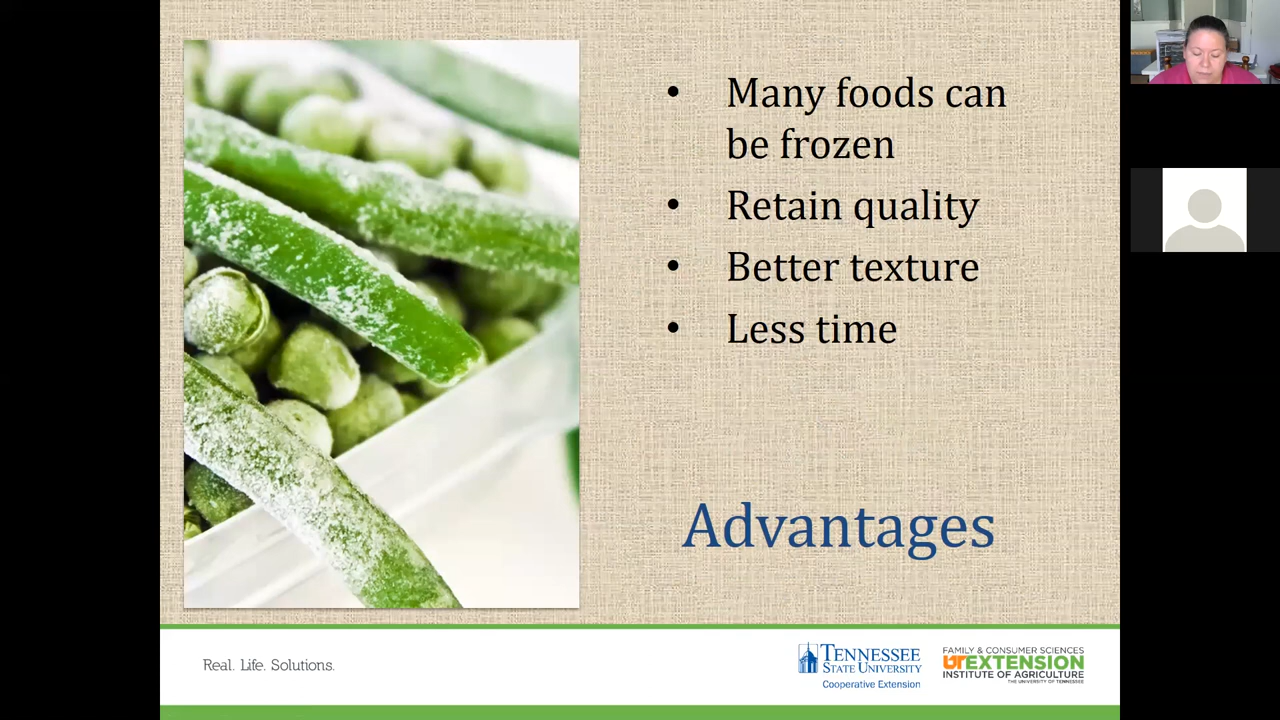 • Many foods can
be frozen
• Retain quality
• Better texture
• Less time
Advantages
Real. Life. Solutions.
TENNESSEE
STATE UNIVERSITY
Cooperative Extension
FAMILY & CONSUMER SCIENCES
UTEXTENSION
INSTITUTE OF AGRICULTURE
THE UNIVERSITY OF TENNESSEE